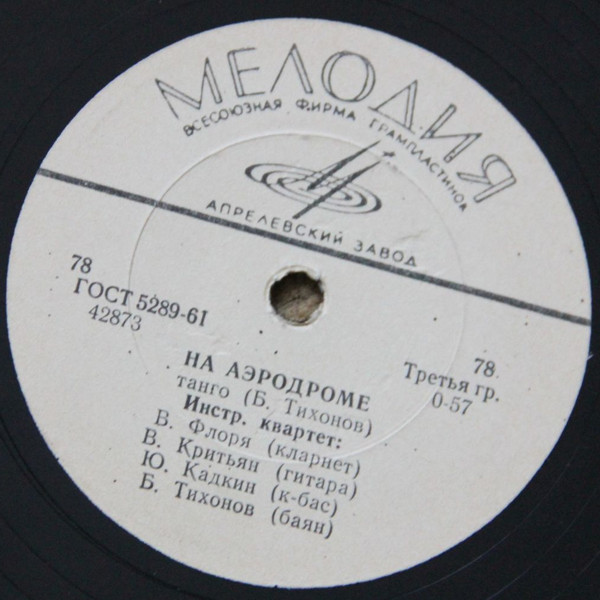 МЕЛОДИЯ
ВСЕСОЮЗНАЯ ФИРМА ГРАМПЛАСТИНОК
АПРЕЛЕВСКИЙ ЗАВОД
78
ГОСТ 5289-61
42873
78
Третья гр.
0-57
НА АЭРОДРОМЕ
танго (Б. Тихонов)
Инстр. квартет:
В. Флоря (кларнет)
В. Критьян (гитара)
Ю. Кадкин (к-бас)
Б. Тихонов (баян)